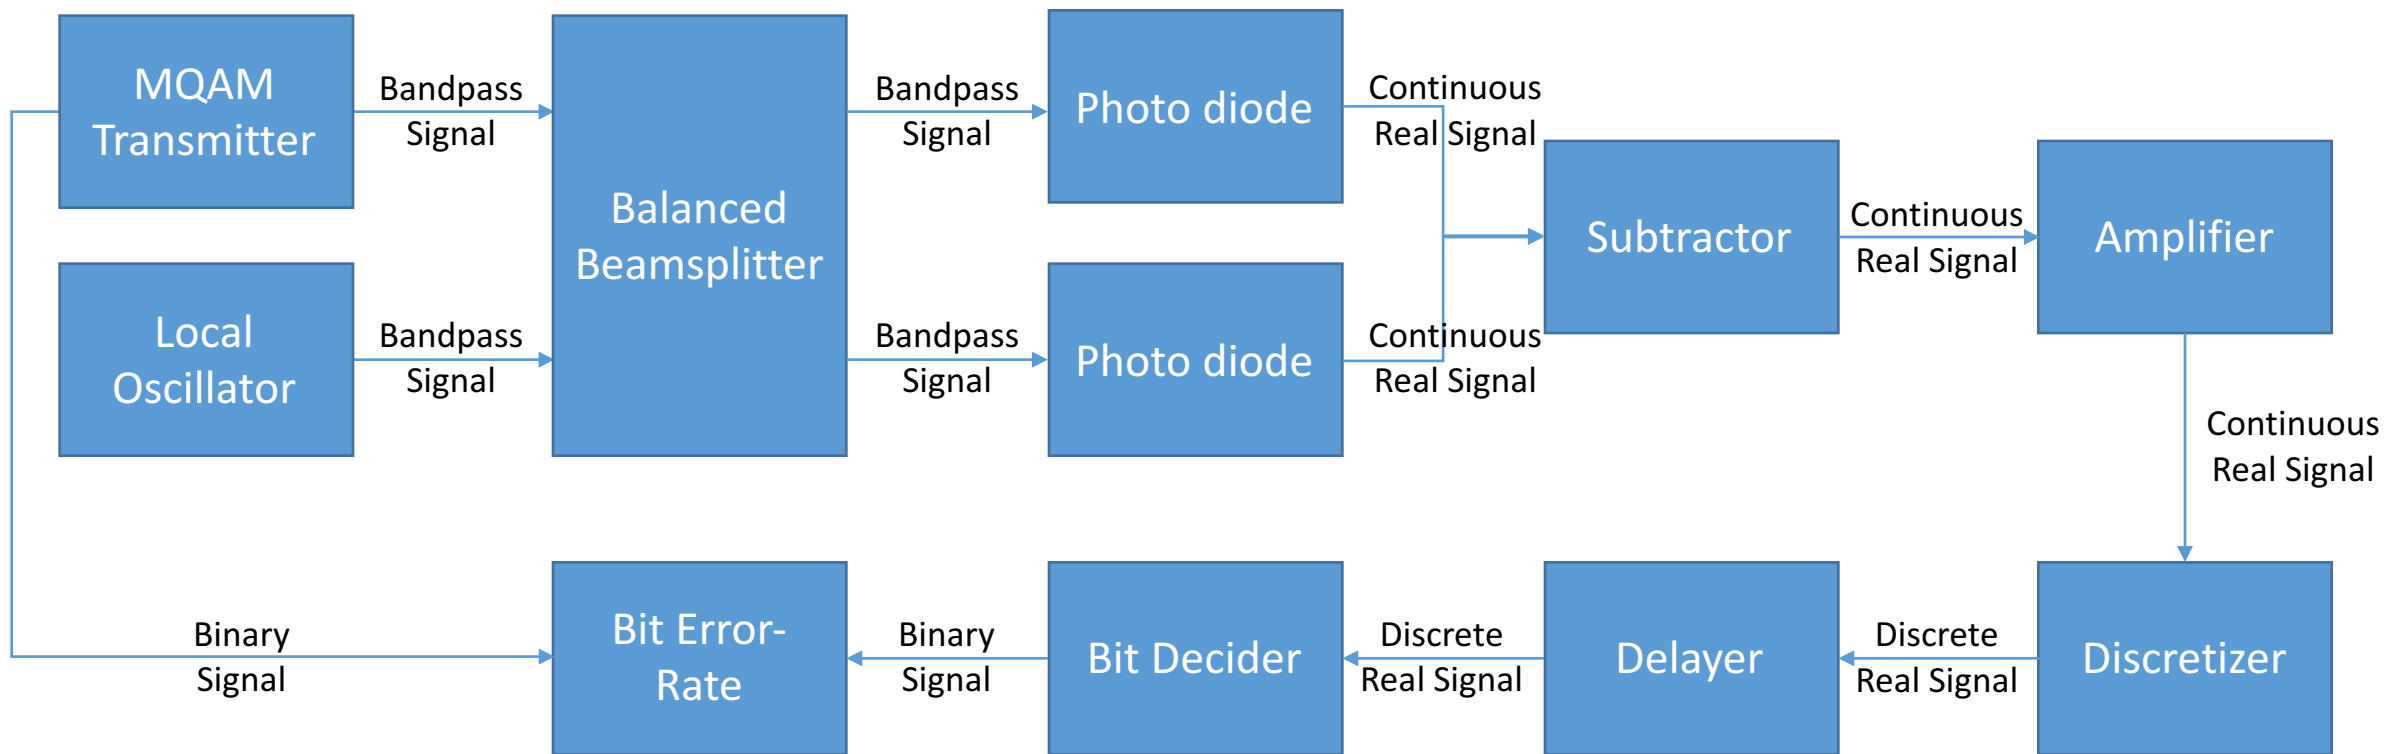 MQAM
Transmitter
Bandpass
Signal
Balanced
Beamsplitter
Bandpass
Signal
Photo diode
Continuous
Real Signal
Local
Oscillator
Bandpass
Signal
Bandpass
Signal
Photo diode
Continuous
Real Signal
Subtractor
Continuous
Real Signal
Amplifier
Continuous
Real Signal
Binary
Signal
Bit Error-
Rate
Binary
Signal
Bit Decider
Discrete
Real Signal
Delayer
Discrete
Real Signal
Discretizer